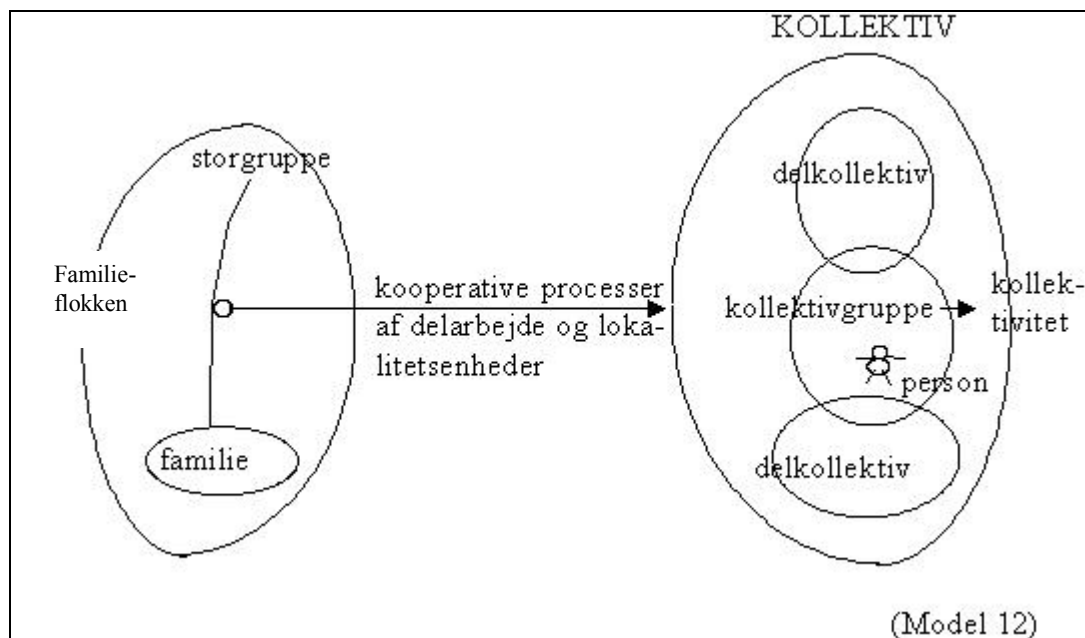 KOLLEKTIV
storgruppe
delkollektiv
Familie-
flokken
kooperative processer
af delarbejde og loka-
litetsenheder
kollektivgruppe
kollek-
tivitet
person
familie
delkollektiv
(Model 12)